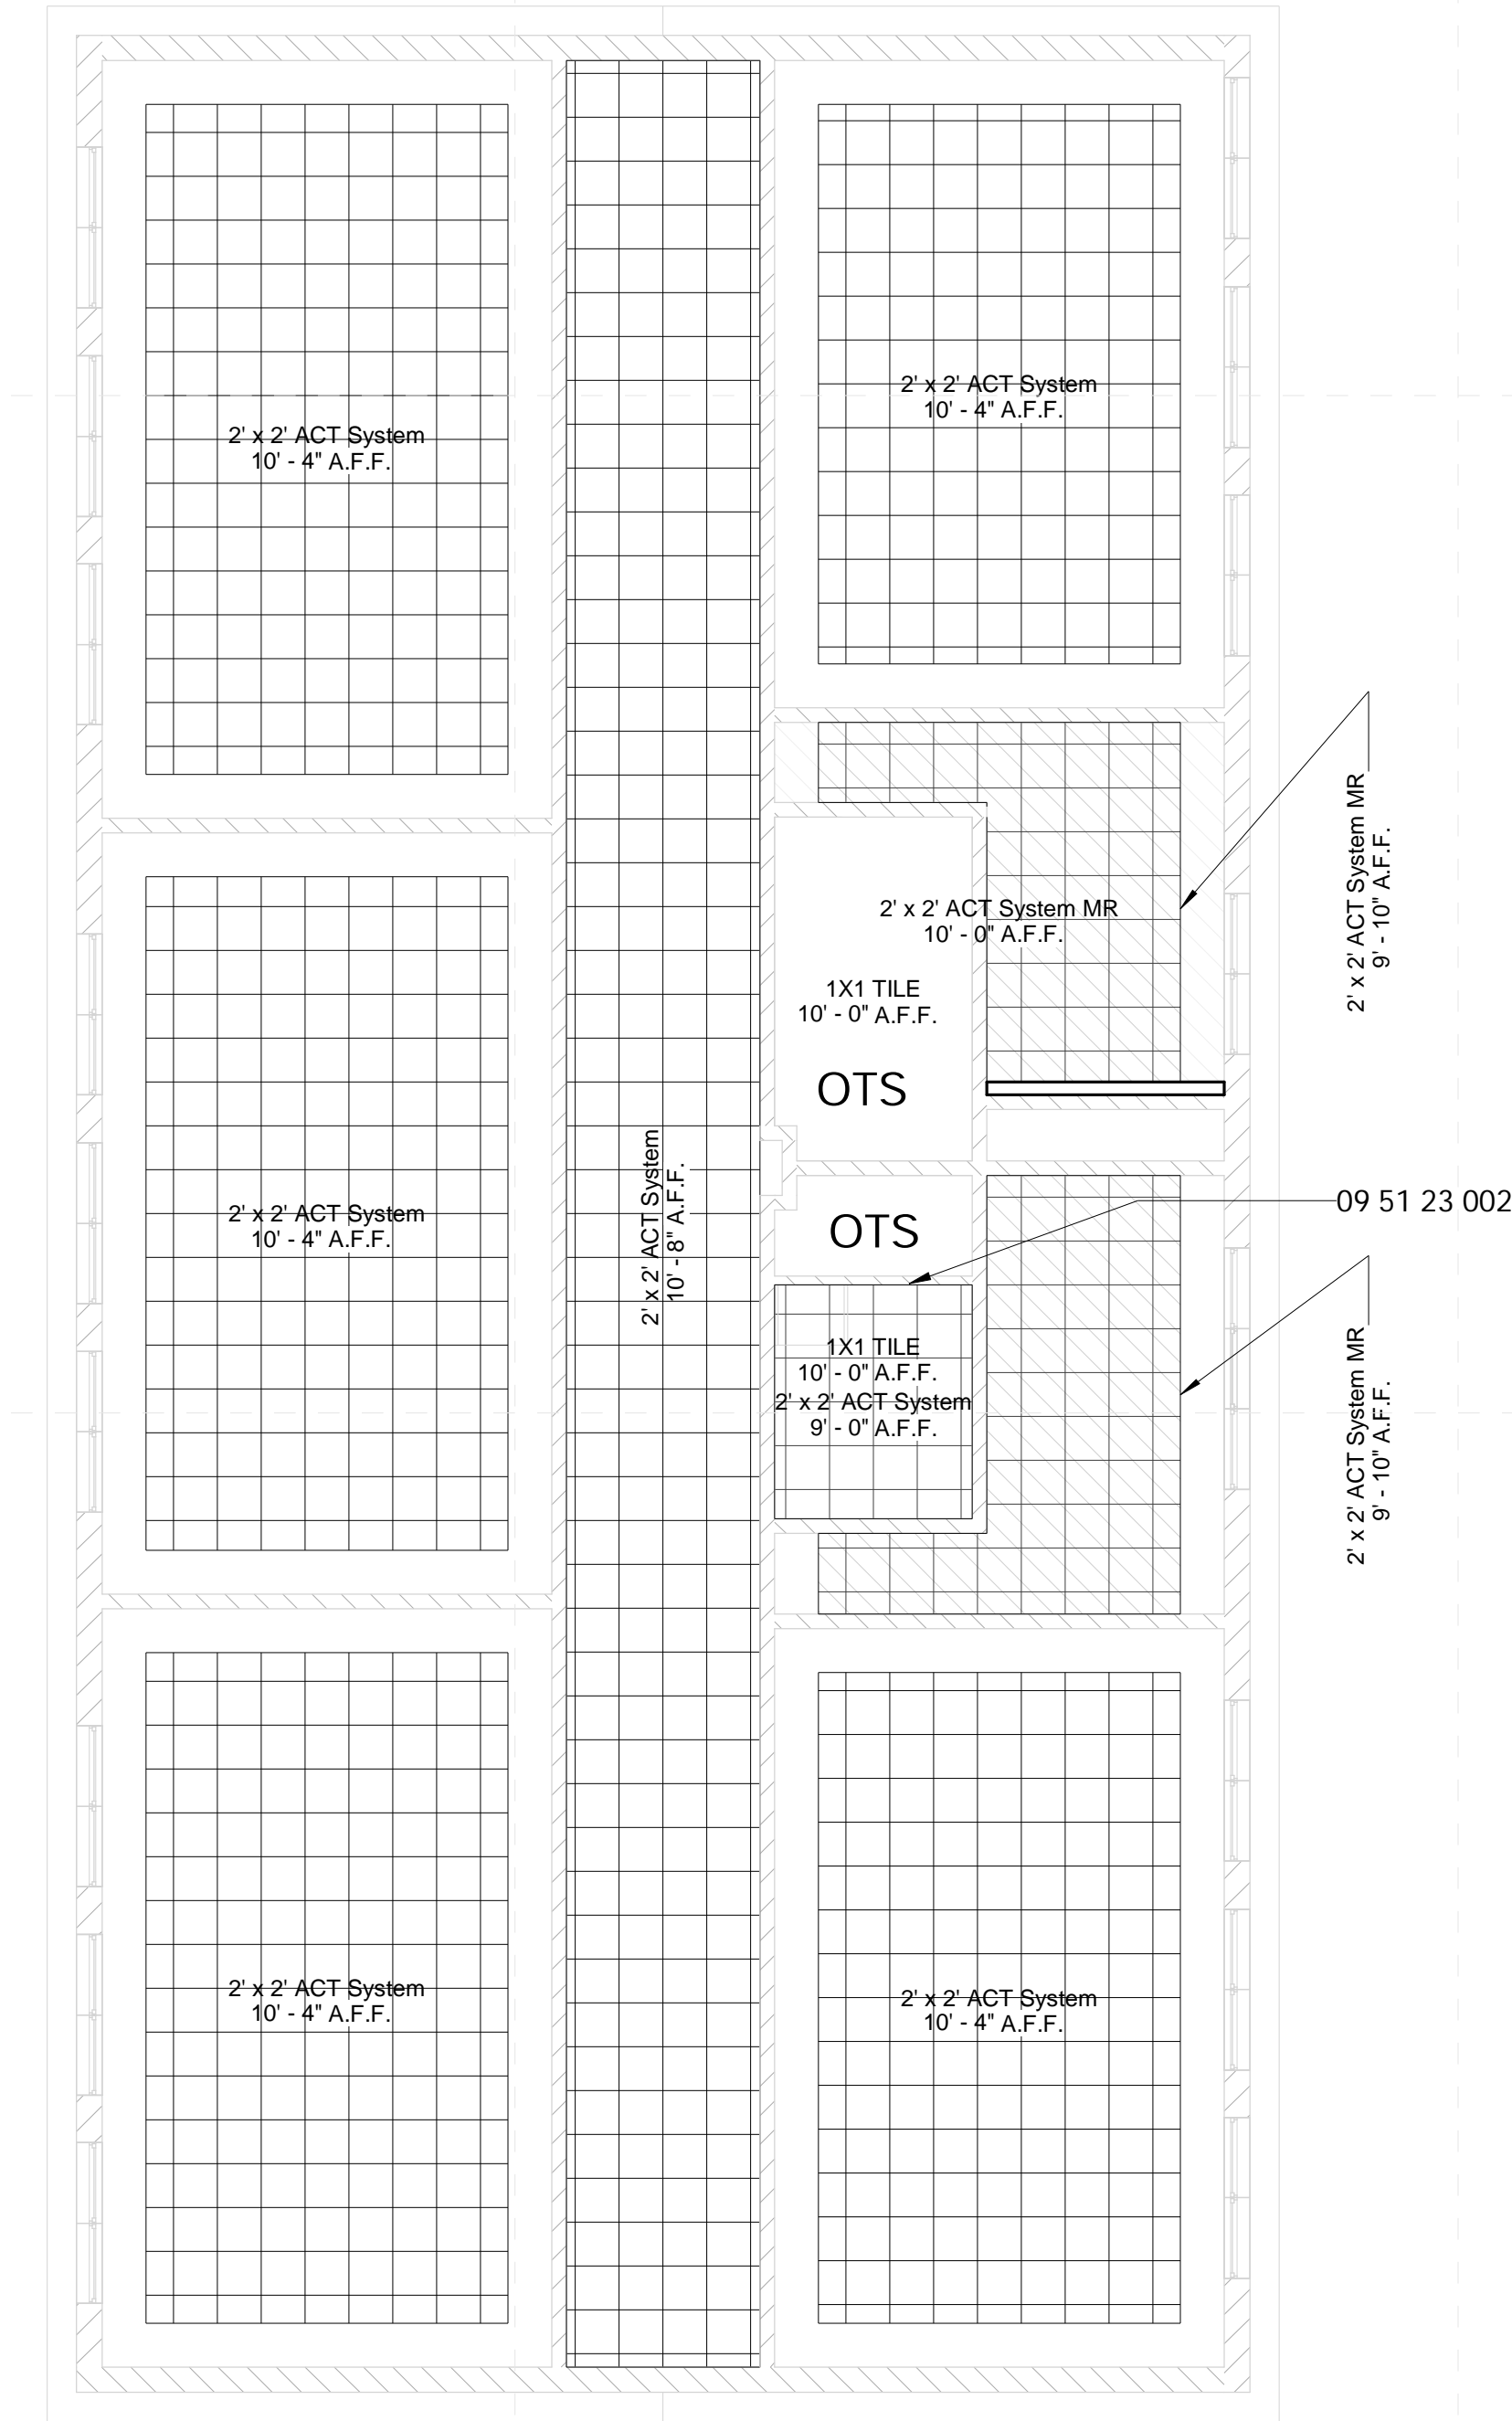 2' x 2' ACT System
10' - 4" A.F.F.
2' x 2' ACT System
10' - 4" A.F.F.
2' x 2' ACT System MR
9' - 10" A.F.F.
2' x 2' ACT System MR
10' - 0" A.F.F.
1X1 TILE
10' - 0" A.F.F.
OTS
2' x 2' ACT System
10' - 4" A.F.F.
2' x 2' ACT System
10' - 8" A.F.F.
OTS
09 51 23 002
1X1 TILE
10' - 0" A.F.F.
2' x 2' ACT System
9' - 0" A.F.F.
2' x 2' ACT System MR
9' - 10" A.F.F.
2' x 2' ACT System
10' - 4" A.F.F.
2' x 2' ACT System
10' - 4" A.F.F.